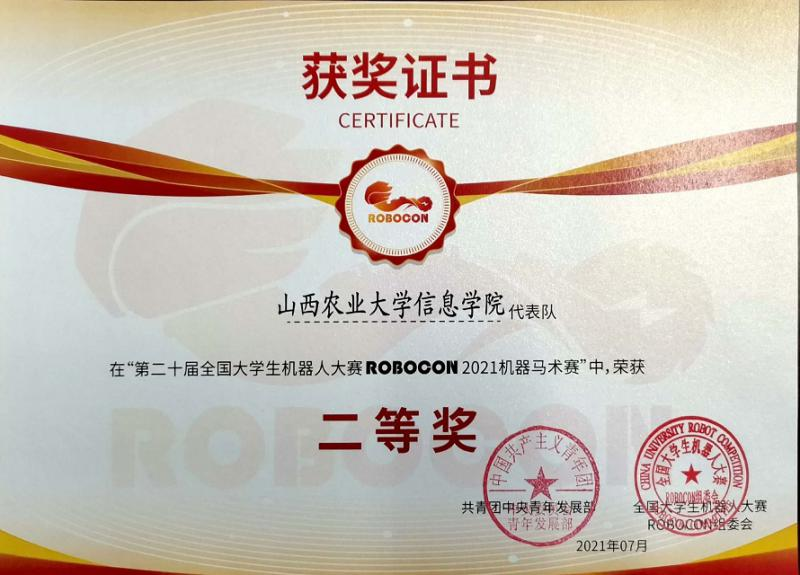 获奖证书
CERTIFICATE
ROBOCON
山西农业大学信息学院代表队
在“第二十届全国大学生机器人大赛ROBOCON 2021机器马术赛”中,荣获
二等奖
ROBOCON
中国共产主义青年团
青年发展部
CHINA UNIVERSITY ROBOT COMPETITION
全国大学生机器人大赛
ROBOCON组委会
共青团中央青年发展部
全国大学生机器人大赛
ROBOCON组委会
2021年07月